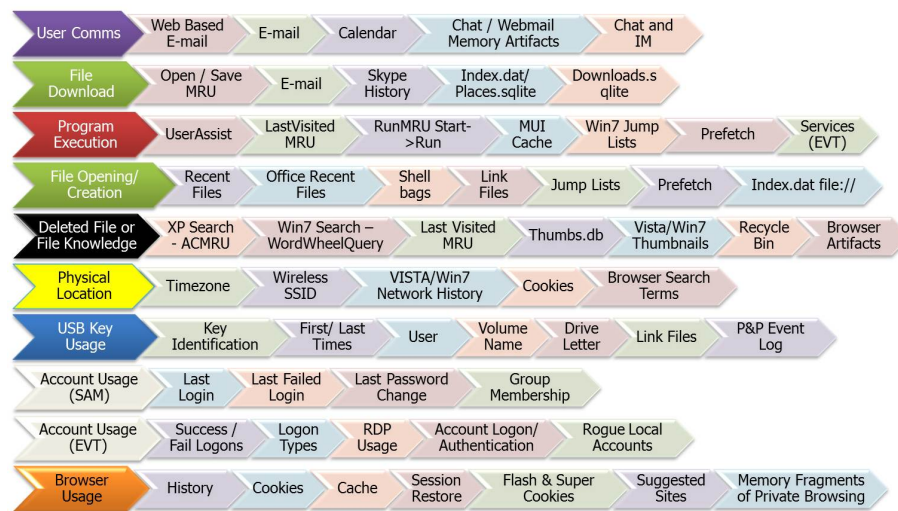 User Comms
Web Based
E-mail
E-mail
Calendar
Chat / Webmail
Memory Artifacts
Chat and
IM
File
Download
Open / Save
MRU
E-mail
Skype
History
Index.dat/
Places.sqlite
Downloads.s
qlite
Program
Execution
UserAssist
LastVisited
MRU
RunMRU Start-
>Run
MUI
Cache
Win7 Jump
Lists
Prefetch
Services
(EVT)
File Opening/
Creation
Recent
Files
Office Recent
Files
Shell
bags
Link
Files
Jump Lists
Prefetch
Index.dat file://
Deleted File or
File Knowledge
XP Search
- ACMRU
Win7 Search –
WordWheelQuery
Last Visited
MRU
Thumbs.db
Vista/Win7
Thumbnails
Recycle
Bin
Browser
Artifacts
Physical
Location
Timezone
Wireless
SSID
VISTA/Win7
Network History
Cookies
Browser Search
Terms
USB Key
Usage
Key
Identification
First/ Last
Times
User
Volume
Name
Drive
Letter
Link Files
P&P Event
Log
Account Usage
(SAM)
Last
Login
Last Failed
Login
Last Password
Change
Group
Membership
Account Usage
(EVT)
Success /
Fail Logons
Logon
Types
RDP
Usage
Account Logon/
Authentication
Rogue Local
Accounts
Browser
Usage
History
Cookies
Cache
Session
Restore
Flash & Super
Cookies
Suggested
Sites
Memory Fragments
of Private Browsing